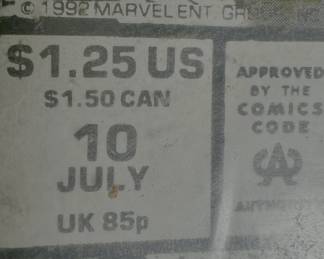 © 1992 MARVEL ENT. GR
$1.25 US
$1.50 CAN
10
JULY
UK 85p
APPROVED
BY THE
COMICS
CODE